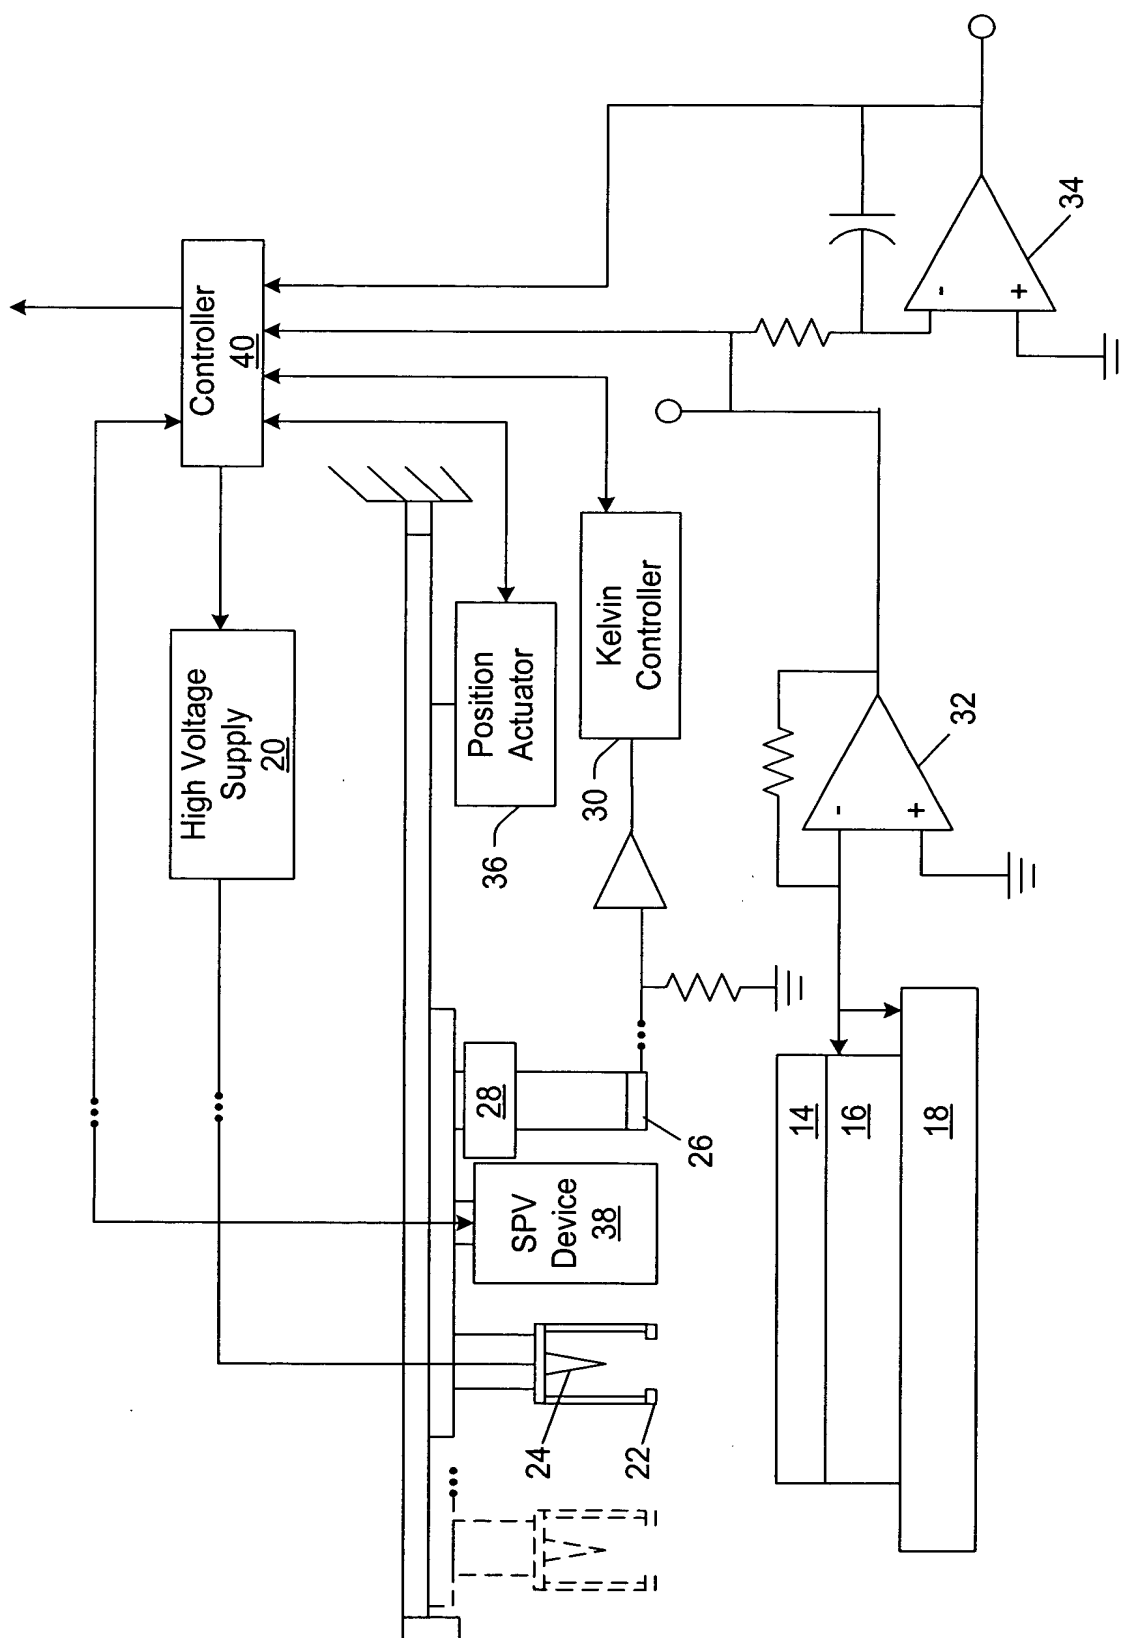 Controller
40
High Voltage
Supply
20
Position
Actuator
36
Kelvin
Controller
30
34
-
+
32
-
+
28
26
SPV
Device
38
24
22
14
16
18